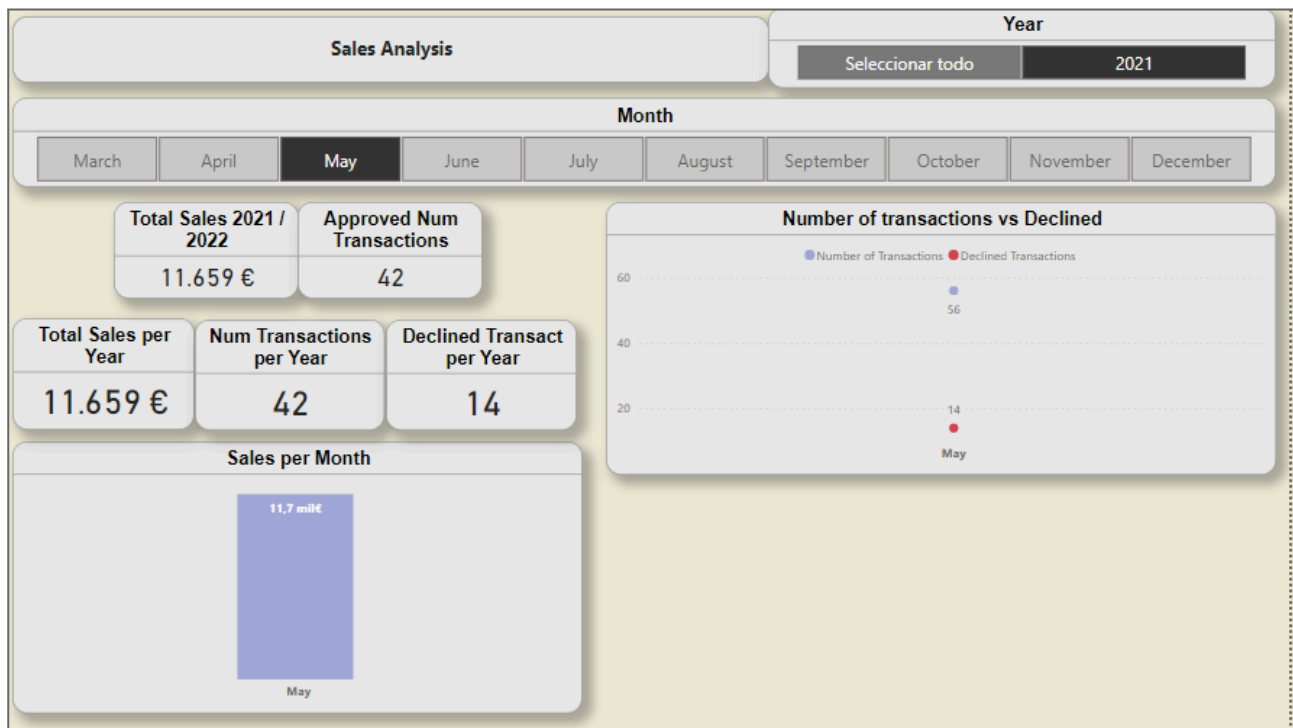 Sales Analysis
Year
Seleccionar todo
2021
Month
March
April
May
June
July
August
September
October
November
December
Total Sales 2021 /
2022
11.659 €
Approved Num
Transactions
42
Total Sales per
Year
11.659 €
Num Transactions
per Year
42
Declined Transact
per Year
14
Sales per Month
11,7 mil€
May
Number of transactions vs Declined
Number of Transactions
Declined Transactions
60
56
40
20
14
May